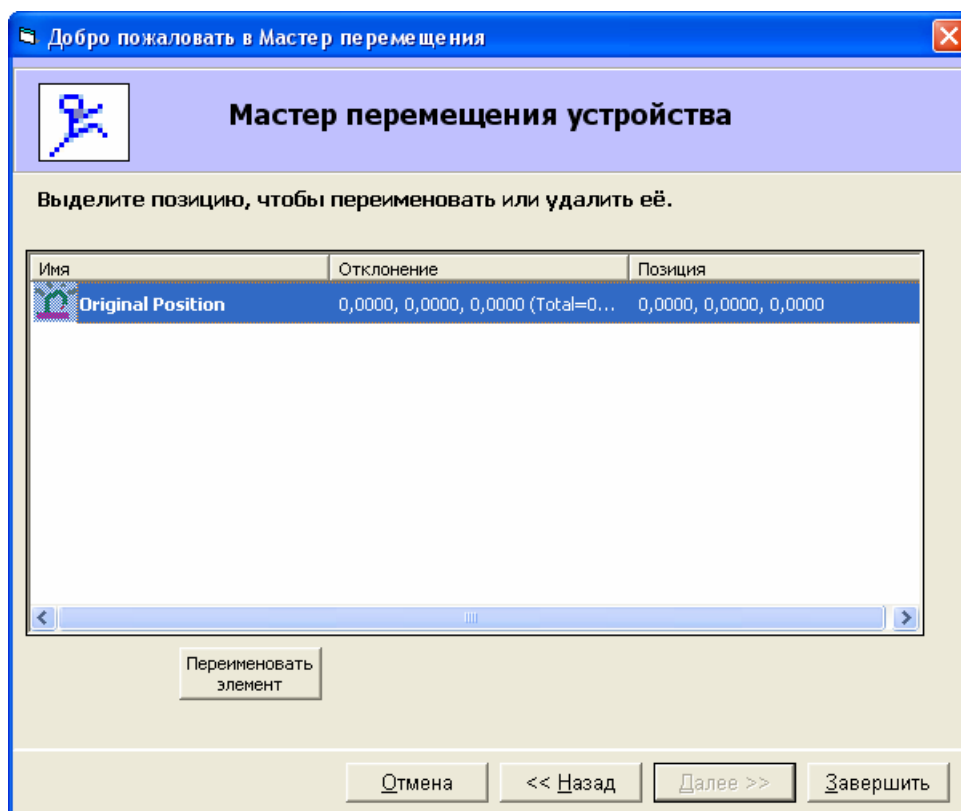 Добро пожаловать в Мастер перемещения
Мастер перемещения устройства
Выделите позицию, чтобы переименовать или удалить её.
Имя Отклонение Позиция
Original Position 0,0000, 0,0000, 0,0000 (Total=0... 0,0000, 0,0000, 0,0000
Переименовать
элемент
Отмена << Назад Далее >> Завершить